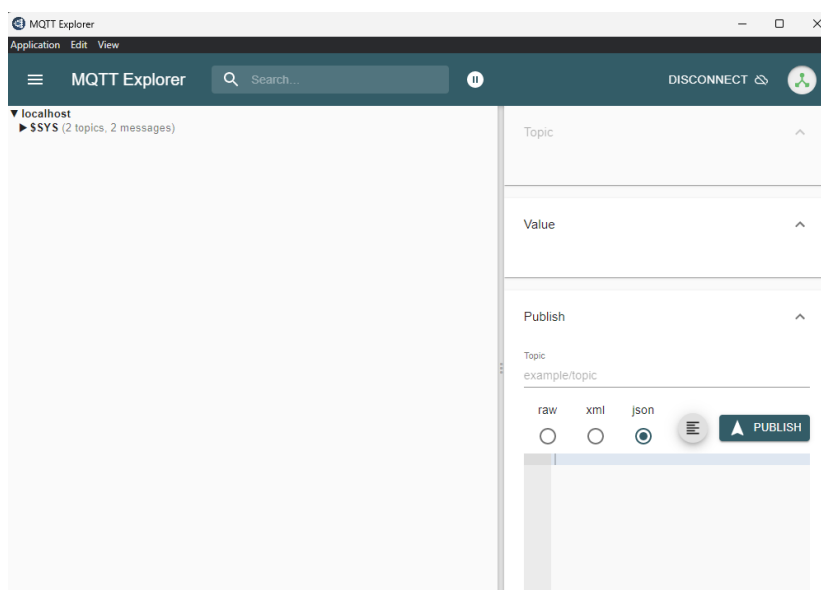 MQTT Explorer
Application Edit View
MQTT Explorer
Search...
DISCONNECT
▼ localhost
▶ $SYS (2 topics, 2 messages)
Topic
Value
Publish
Topic
example/topic
raw xml json
PUBLISH